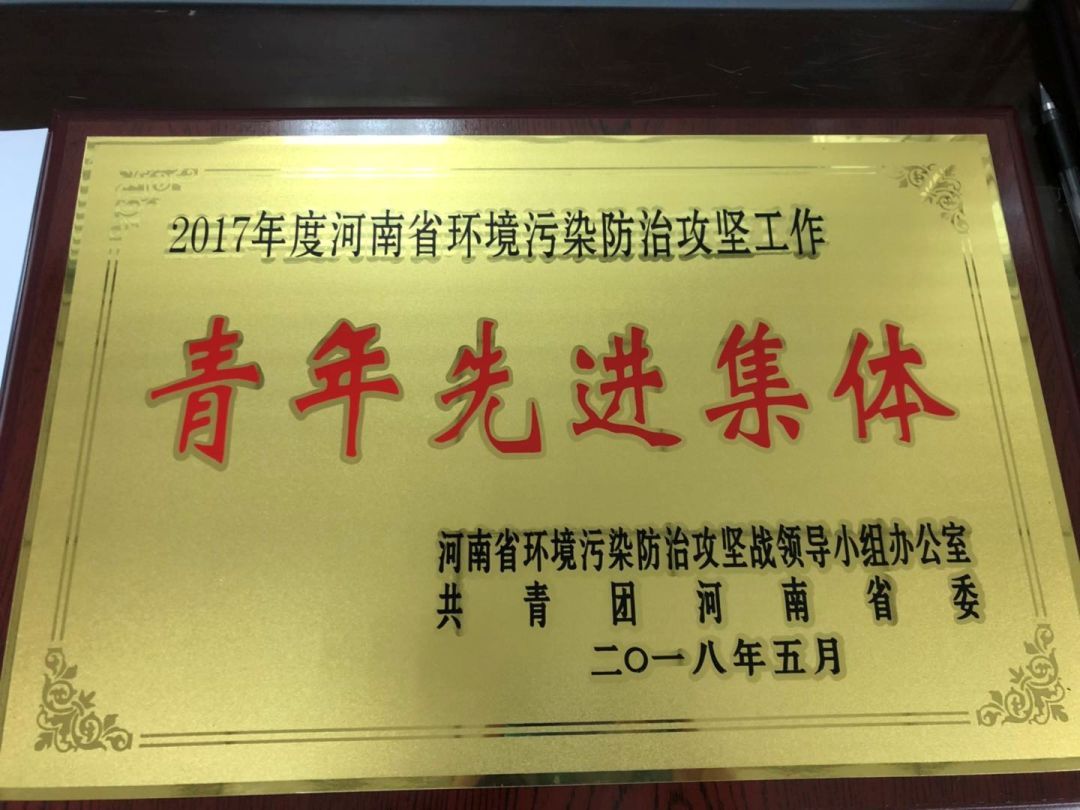 2017年度河南省环境污染防治攻坚工作
青年先进集体
河南省环境污染防治攻坚战领导小组办公室
共青团河南省委
二〇一八年五月